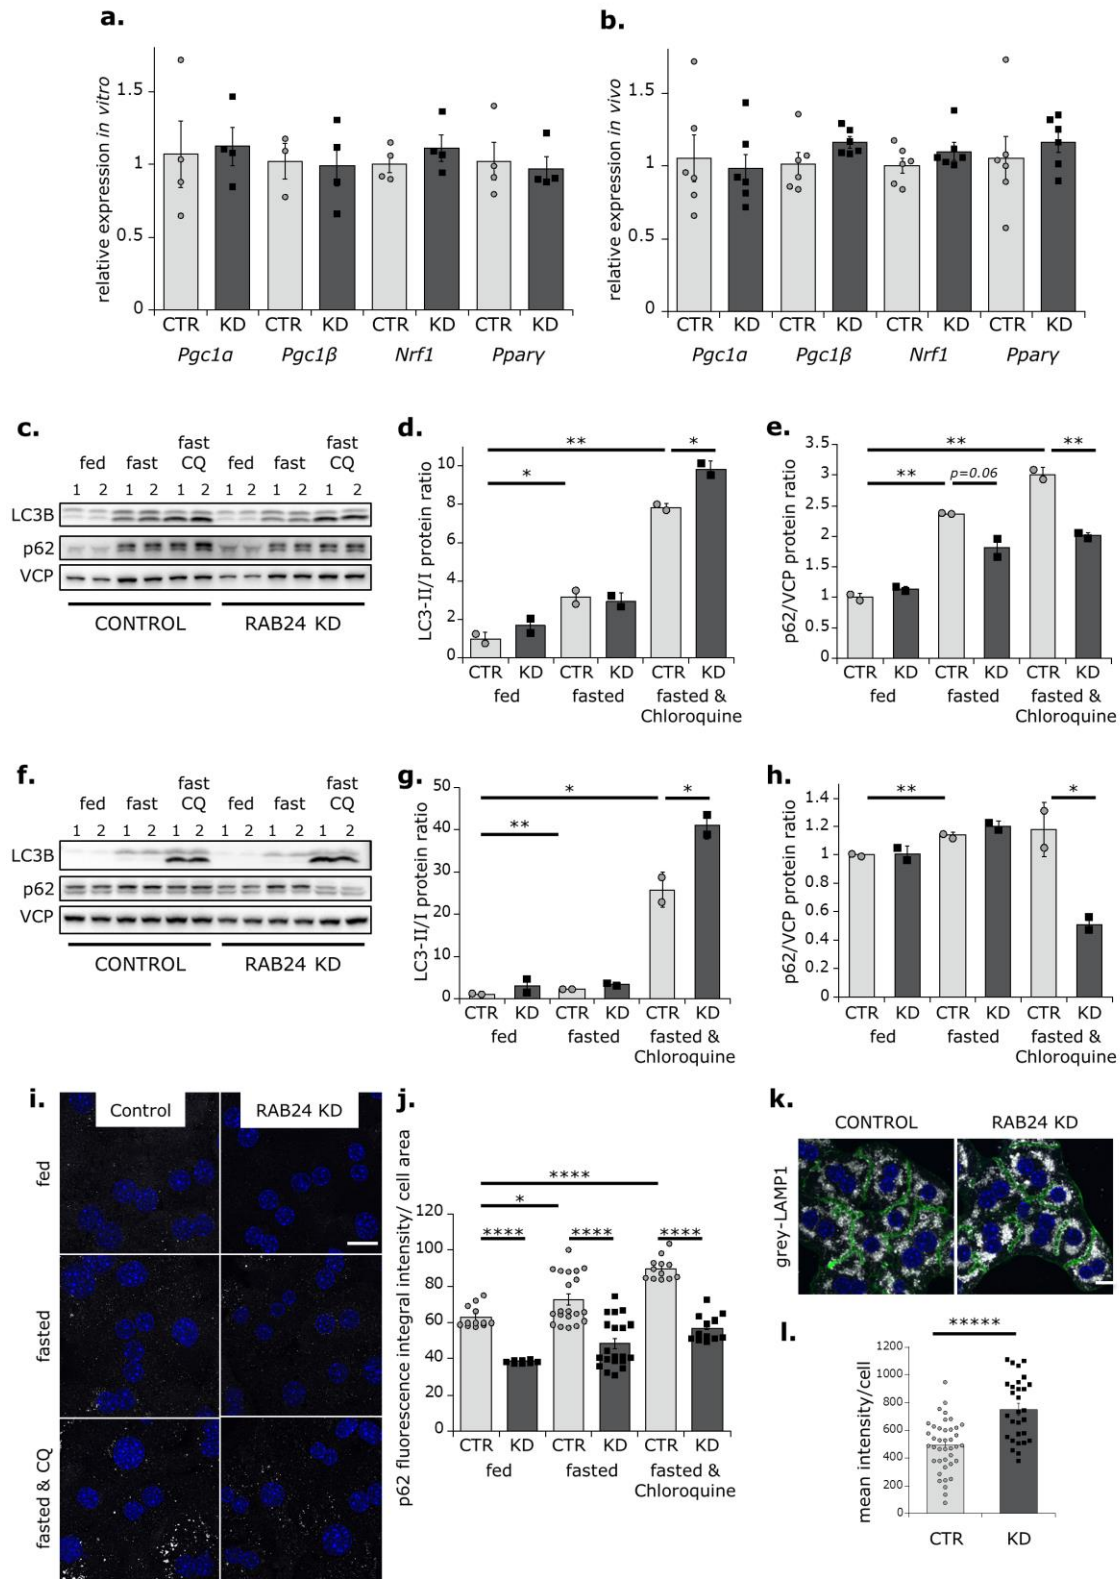 a.
relative expression in vitro
1.5
1
0.5
0
CTR KD CTR KD CTR KD CTR KD
Pgc1α Pgc1β Nrf1 Pparγ
b.
relative expression in vivo
1.5
1
0.5
0
CTR KD CTR KD CTR KD CTR KD
Pgc1α Pgc1β Nrf1 Pparγ
c.
fast fast
fed fast CQ fed fast CQ
1 2 1 2 1 2 1 2 1 2 1 2
LC3B
p62
VCP
CONTROL RAB24 KD
d.
LC3-II/I protein ratio
** *
*
10
8
6
4
2
0
CTR KD CTR KD CTR KD
fed fasted fasted &
Chloroquine
e.
p62/VCP protein ratio
** **
** p=0.06
3.5
3
2.5
2
1.5
1
0.5
0
CTR KD CTR KD CTR KD
fed fasted fasted &
Chloroquine
f.
fast fast
fed fast CQ fed fast CQ
1 2 1 2 1 2 1 2 1 2 1 2
LC3B
p62
VCP
CONTROL RAB24 KD
g.
LC3-II/I protein ratio
* *
**
50
40
30
20
10
0
CTR KD CTR KD CTR KD
fed fasted fasted &
Chloroquine
h.
p62/VCP protein ratio
** *
1.4
1.2
1
0.8
0.6
0.4
0.2
0
CTR KD CTR KD CTR KD
fed fasted fasted &
Chloroquine
i.
Control RAB24 KD
fed
fasted
fasted & CQ
j.
p62 fluorescence integral intensity/ cell area
****
*
**** **** ****
120
100
80
60
40
20
0
CTR KD CTR KD CTR KD
fed fasted fasted &
Chloroquine
k.
CONTROL RAB24 KD
grey-LAMP1
l.
mean intensity/cell
*****
1200
1000
800
600
400
200
0
CTR KD